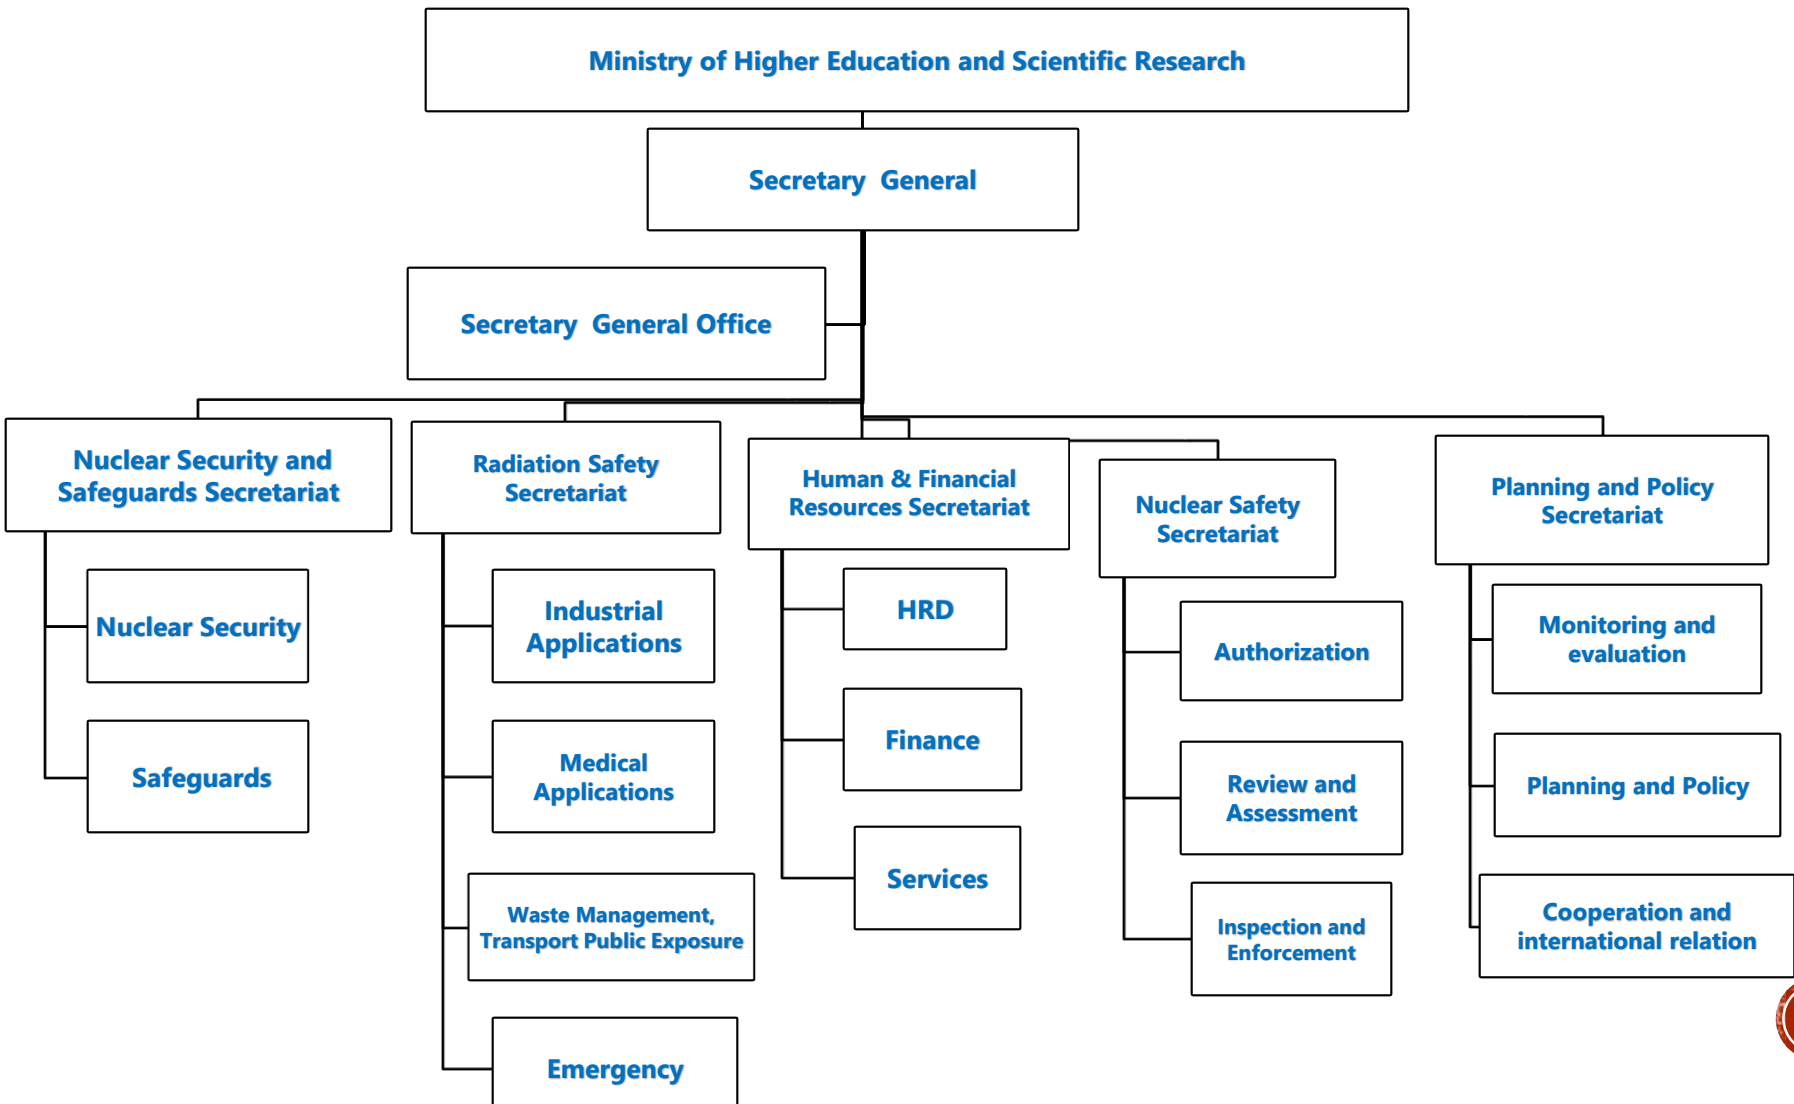 Ministry of Higher Education and Scientific Research
Secretary General
Secretary General Office
Nuclear Security and
Safeguards Secretariat
Nuclear Security
Safeguards
Radiation Safety
Secretariat
Industrial
Applications
Medical
Applications
Waste Management,
Transport Public Exposure
Emergency
Human & Financial
Resources Secretariat
HRD
Finance
Services
Nuclear Safety
Secretariat
Authorization
Review and
Assessment
Inspection and
Enforcement
Planning and Policy
Secretariat
Monitoring and
evaluation
Planning and Policy
Cooperation and
international relation